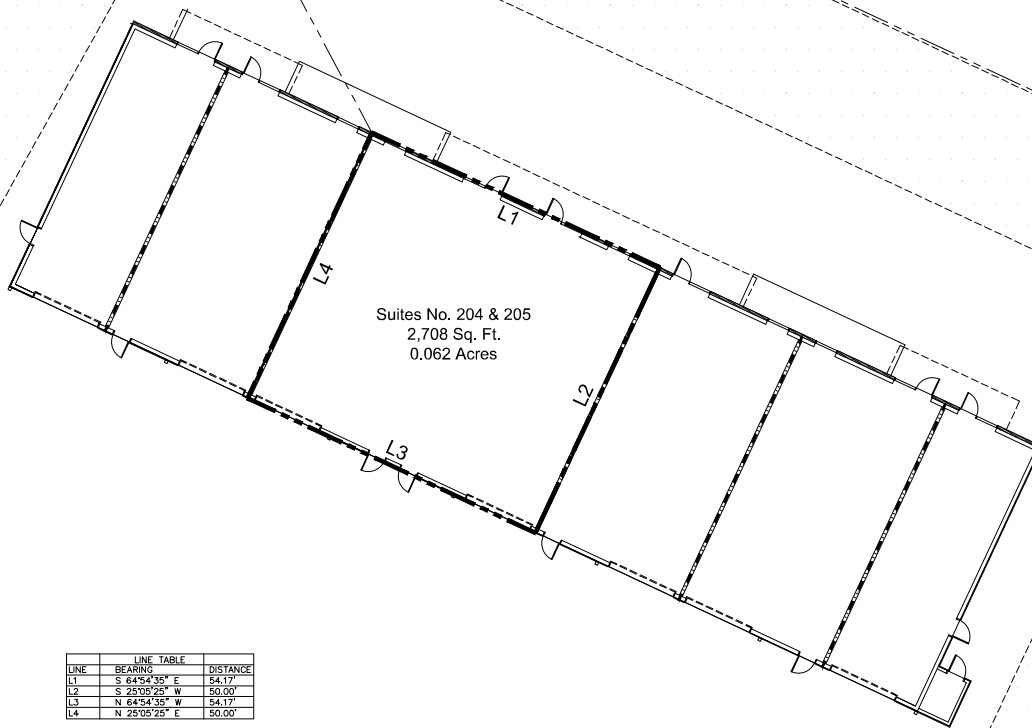 L1
L4
Suites No. 204 & 205
2,708 Sq. Ft.
0.062 Acres
L2
L3
LINE TABLE
LINE BEARING DISTANCE
L1 S 64°54'35" E 54.17'
L2 S 25°05'25" W 50.00'
L3 N 64°54'35" W 54.17'
L4 N 25°05'25" E 50.00'